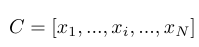 C = [x_1, ..., x_i, ..., x_N]